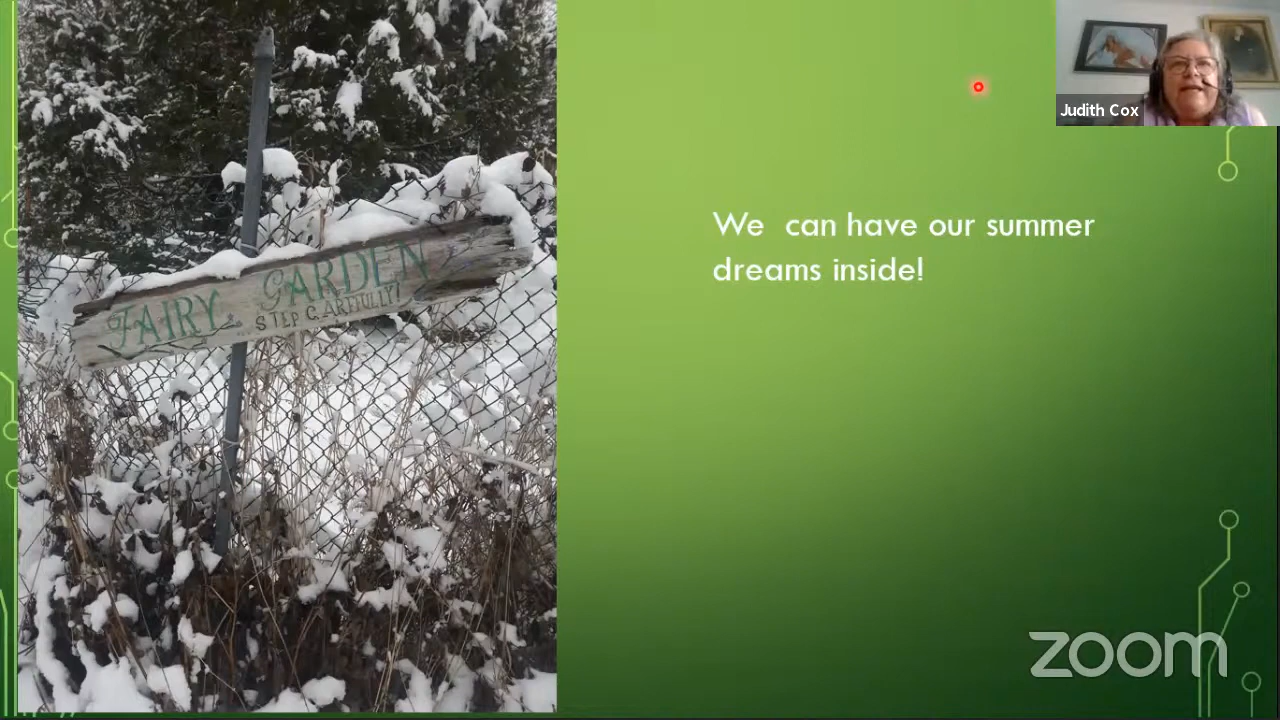 FAIRY GARDEN
STEP CAREFULLY!
Judith Cox
We can have our summer
dreams inside!
zoom